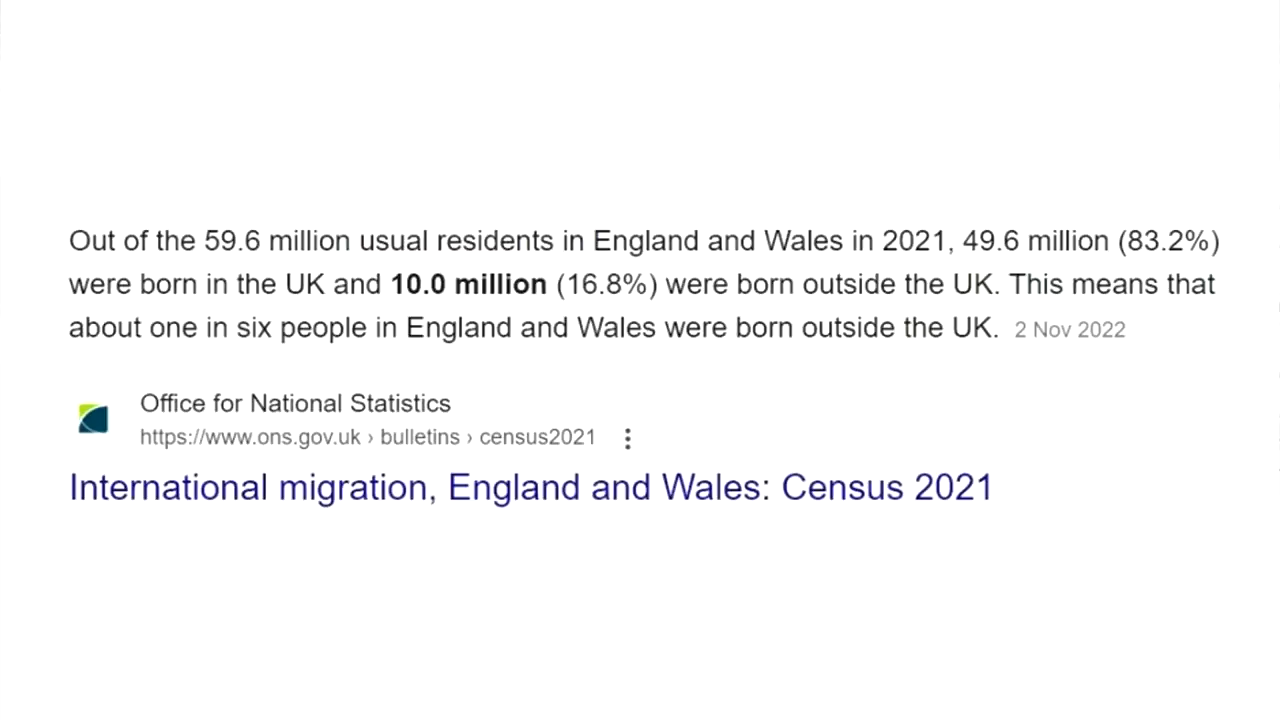 Out of the 59.6 million usual residents in England and Wales in 2021, 49.6 million (83.2%)
were born in the UK and 10.0 million (16.8%) were born outside the UK. This means that
about one in six people in England and Wales were born outside the UK. 2 Nov 2022
Office for National Statistics
https://www.ons.gov.uk › bulletins › census2021
International migration, England and Wales: Census 2021